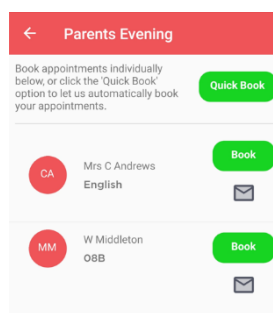 Parents Evening
Book appointments individually
below, or click the 'Quick Book'
option to let us automatically book
your appointments.
Quick Book
CA
Mrs C Andrews
English
Book
MM
W Middleton
08B
Book